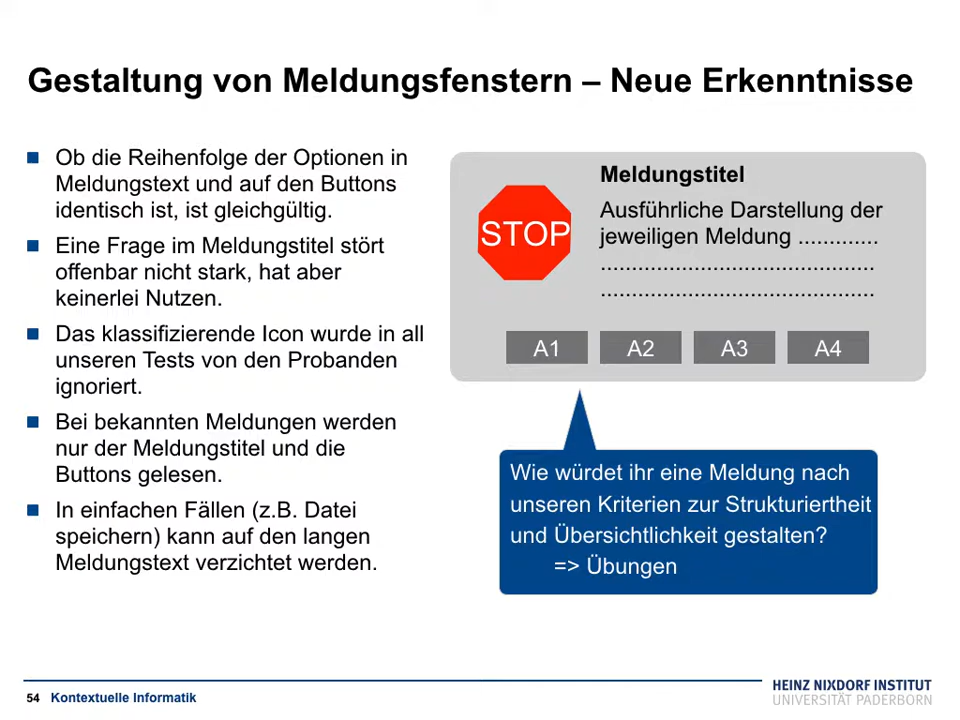 Gestaltung von Meldungsfenstern – Neue Erkenntnisse
Ob die Reihenfolge der Optionen in
Meldungstext und auf den Buttons
identisch ist, ist gleichgültig.
Eine Frage im Meldungstitel stört
offenbar nicht stark, hat aber
keinerlei Nutzen.
Das klassifizierende Icon wurde in all
unseren Tests von den Probanden
ignoriert.
Bei bekannten Meldungen werden
nur der Meldungstitel und die
Buttons gelesen.
In einfachen Fällen (z.B. Datei
speichern) kann auf den langen
Meldungstext verzichtet werden.
Meldungstitel
STOP
Ausführliche Darstellung der
jeweiligen Meldung .............
............................................
............................................
A1 A2 A3 A4
Wie würdet ihr eine Meldung nach
unseren Kriterien zur Strukturiertheit
und Übersichtlichkeit gestalten?
=> Übungen
54 Kontextuelle Informatik
HEINZ NIXDORF INSTITUT
UNIVERSITÄT PADERBORN